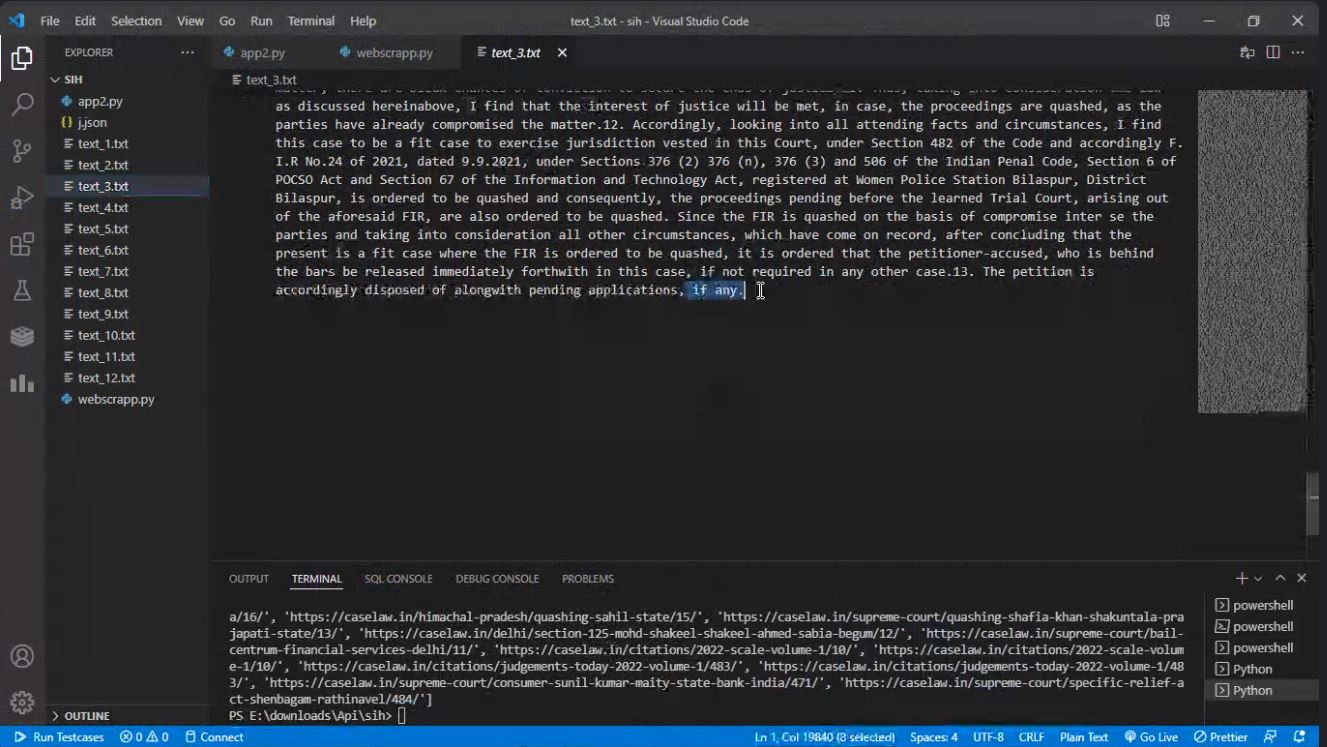 File Edit Selection View Go Run Terminal Help text_3.txt - sih - Visual Studio Code
EXPLORER ... app2.py webscrapp.py text_3.txt
SIH
text_3.txt
app2.py
j.json
text_1.txt
text_2.txt
text_3.txt
text_4.txt
text_5.txt
text_6.txt
text_7.txt
text_8.txt
text_9.txt
text_10.txt
text_11.txt
text_12.txt
webscrapp.py
OUTLINE
as discussed hereinabove, I find that the interest of justice will be met, in case, the proceedings are quashed, as the
parties have already compromised the matter.12. Accordingly, looking into all attending facts and circumstances, I find
this case to be a fit case to exercise jurisdiction vested in this Court, under Section 482 of the Code and accordingly F.
I.R No.24 of 2021, dated 9.9.2021, under Sections 376 (2) 376 (n), 376 (3) and 506 of the Indian Penal Code, Section 6 of
POCSO Act and Section 67 of the Information and Technology Act, registered at Women Police Station Bilaspur, District
Bilaspur, is ordered to be quashed and consequently, the proceedings pending before the learned Trial Court, arising out
of the aforesaid FIR, are also ordered to be quashed. Since the FIR is quashed on the basis of compromise inter se the
parties and taking into consideration all other circumstances, which have come on record, after concluding that the
present is a fit case where the FIR is ordered to be quashed, it is ordered that the petitioner-accused, who is behind
the bars be released immediately forthwith in this case, if not required in any other case.13. The petition is
accordingly disposed of alongwith pending applications, if any.
OUTPUT TERMINAL SQL CONSOLE DEBUG CONSOLE PROBLEMS
a/16/', 'https://caselaw.in/himachal-pradesh/quashing-sahil-state/15/', 'https://caselaw.in/supreme-court/quashing-shafia-khan-shakuntala-pra
japati-state/13/', 'https://caselaw.in/delhi/section-125-mohd-shakeel-shakeel-ahmed-sabia-begum/12/', 'https://caselaw.in/supreme-court/bail-
centrum-financial-services-delhi/11/', 'https://caselaw.in/citations/2022-scale-volume-1/10/', 'https://caselaw.in/citations/2022-scale-volum
e-1/10/', 'https://caselaw.in/citations/judgements-today-2022-volume-1/483/', 'https://caselaw.in/citations/judgements-today-2022-volume-1/48
3/', 'https://caselaw.in/supreme-court/consumer-sunil-kumar-maity-state-bank-india/471/', 'https://caselaw.in/supreme-court/specific-relief-a
ct-shenbagam-rathinavel/484/']
PS E:\downloads\Api\sih>
powershell
powershell
powershell
Python
Python
Run Testcases 0 0 Connect Ln 1, Col 19840 (8 selected) Spaces: 4 UTF-8 CRLF Plain Text Go Live Prettier